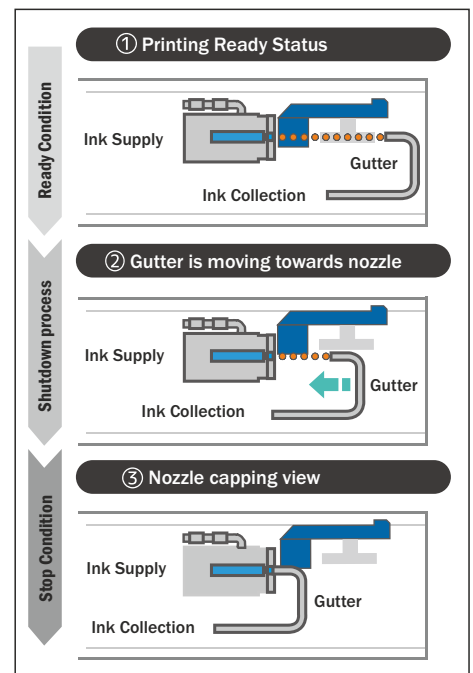 ① Printing Ready Status
Ready Condition
Ink Supply
Gutter
Ink Collection
② Gutter is moving towards nozzle
Shutdown process
Ink Supply
Gutter
Ink Collection
③ Nozzle capping view
Stop Condition
Ink Supply
Gutter
Ink Collection